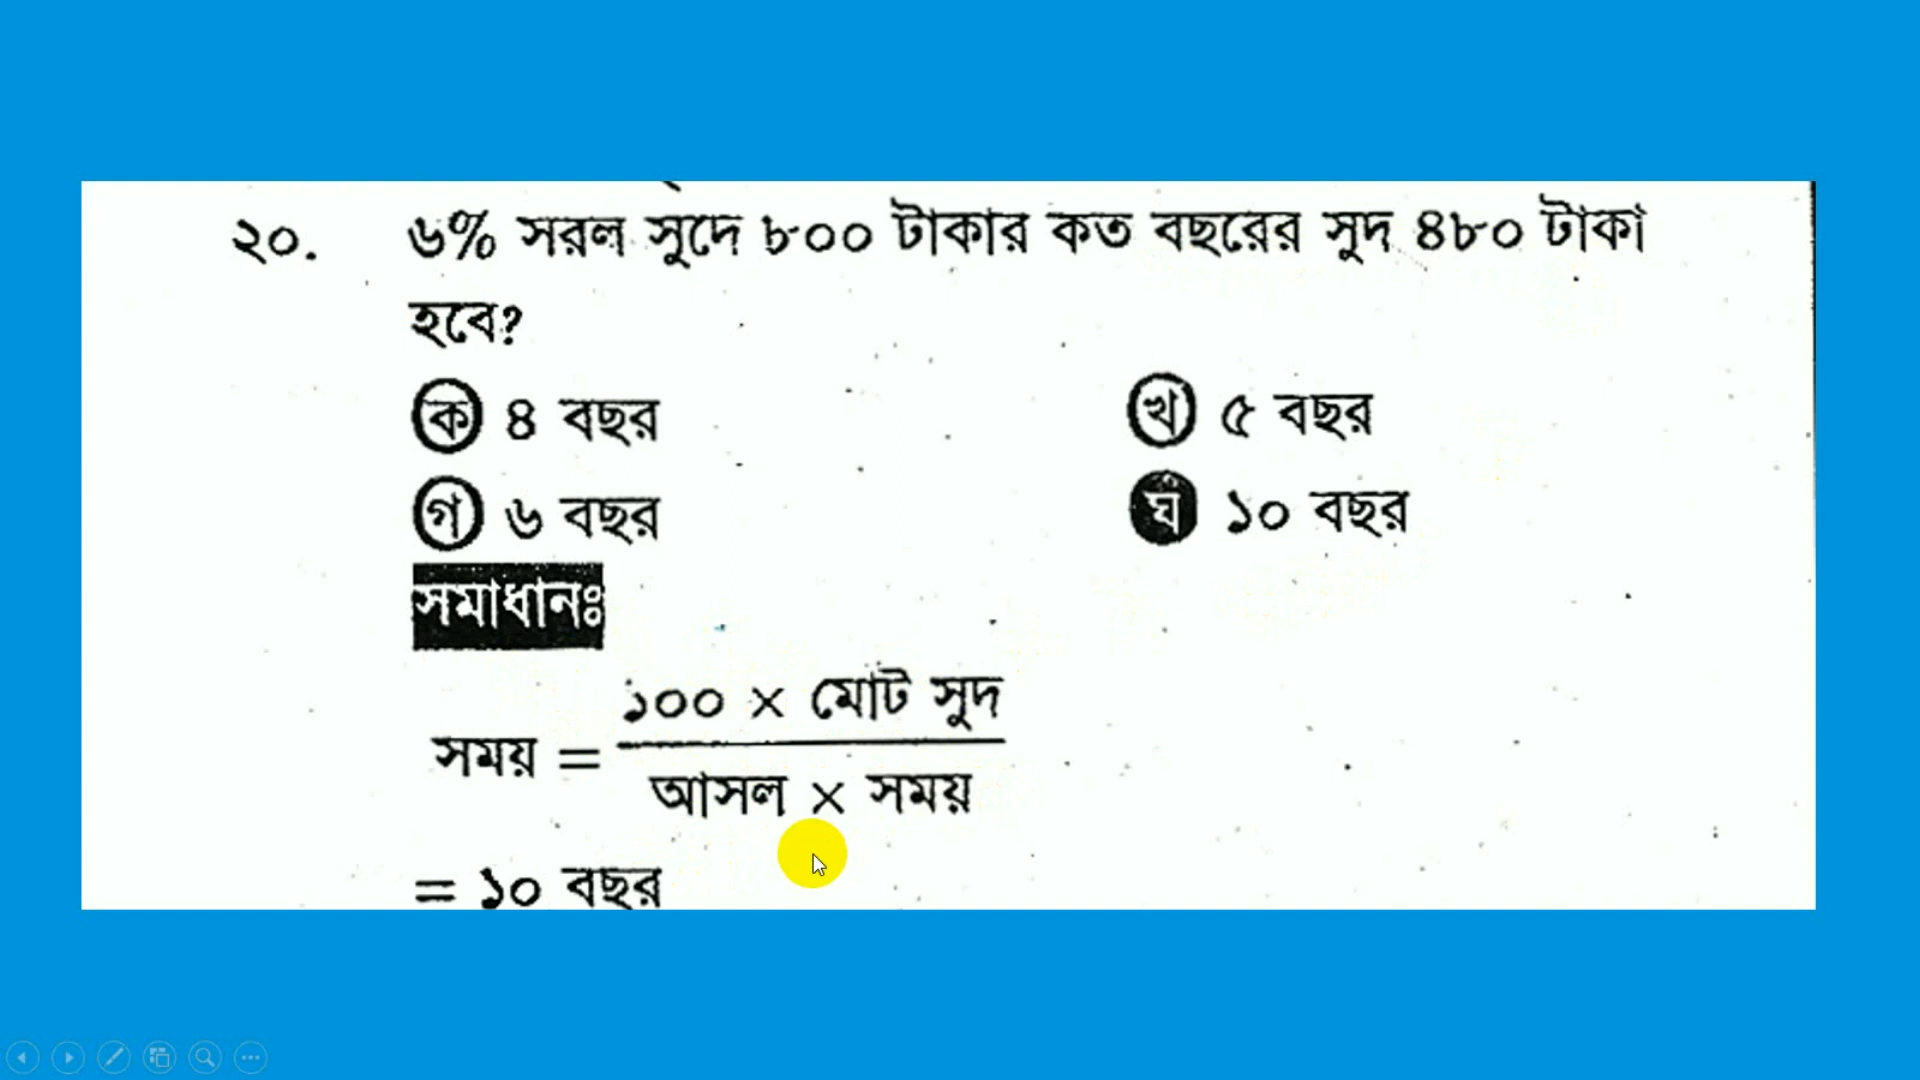 ২০. ৬% সরল সুদে ৮০০ টাকার কত বছরের সুদ ৪৮০ টাকা
হবে?
ক ৪ বছর খ ৫ বছর
গ ৬ বছর ঘ ১০ বছর
সমাধানঃ
১০০ × মোট সুদ
সময় =
আসল × সময়
= ১০ বছর